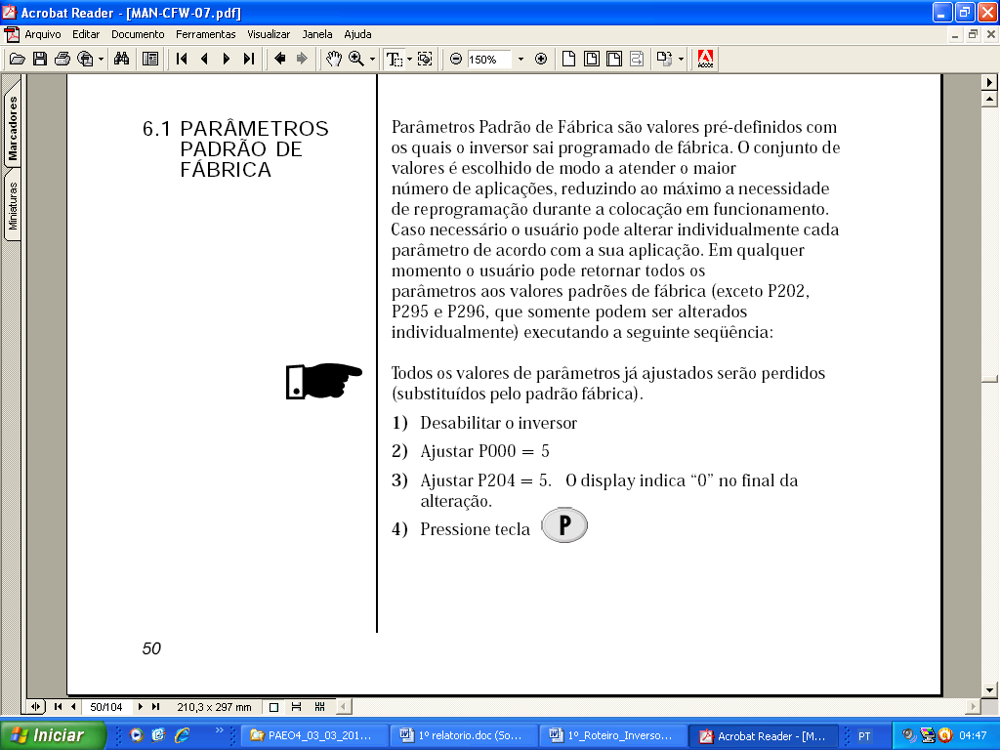 Acrobat Reader - [MAN-CFW-07.pdf]
Arquivo Editar Documento Ferramentas Visualizar Janela Ajuda
150%
Adobe
Marcadores
Miniaturas
6.1 PARÂMETROS
PADRÃO DE
FÁBRICA
Parâmetros Padrão de Fábrica são valores pré-definidos com
os quais o inversor sai programado de fábrica. O conjunto de
valores é escolhido de modo a atender o maior
número de aplicações, reduzindo ao máximo a necessidade
de reprogramação durante a colocação em funcionamento.
Caso necessário o usuário pode alterar individualmente cada
parâmetro de acordo com a sua aplicação. Em qualquer
momento o usuário pode retornar todos os
parâmetros aos valores padrões de fábrica (exceto P202,
P295 e P296, que somente podem ser alterados
individualmente) executando a seguinte seqüência:
Todos os valores de parâmetros já ajustados serão perdidos
(substituídos pelo padrão fábrica).
1) Desabilitar o inversor
2) Ajustar P000 = 5
3) Ajustar P204 = 5. O display indica “0” no final da
alteração.
4) Pressione tecla P
50
50/104 210,3 x 297 mm
Iniciar » PAEO4_03_03_201... 1º relatorio.doc (So... 1º_Roteiro_Inverso... Acrobat Reader - [M... PT 04:47